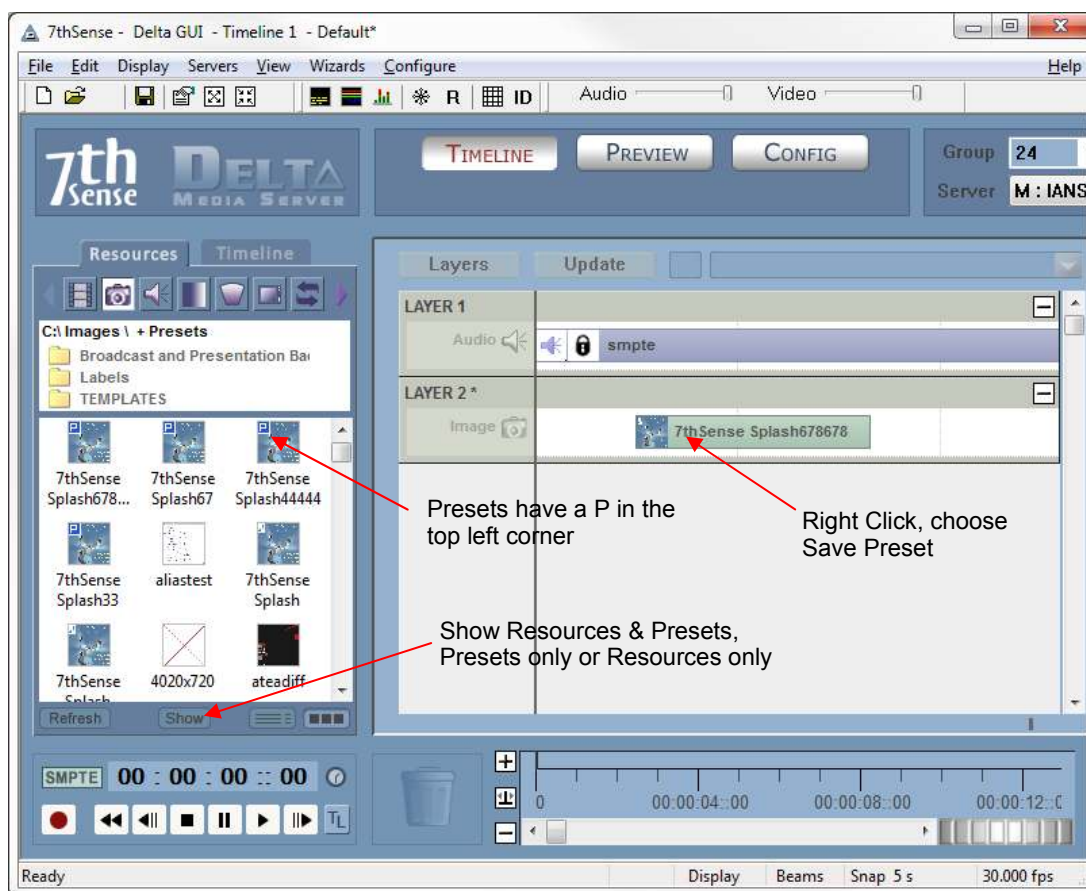 7thSense - Delta GUI - Timeline 1 - Default*
File Edit Display Servers View Wizards Configure Help
R ID Audio Video
7th Sense DELTA MEDIA SERVER
TIMELINE PREVIEW CONFIG
Group 24
Server M : IANS
Resources Timeline
Layers Update
C:\ Images \ + Presets
Broadcast and Presentation Ba
Labels
TEMPLATES
LAYER 1
Audio smpte
LAYER 2 *
Image 7thSense Splash678678
P P P
7thSense Splash678...
7thSense Splash67
7thSense Splash44444
P
7thSense Splash33
aliastest
7thSense Splash
7thSense Splash
4020x720
ateadiff
Presets have a P in the
top left corner
Right Click, choose
Save Preset
Show Resources & Presets,
Presets only or Resources only
Refresh Show
SMPTE 00 : 00 : 00 :: 00
TL
0 00:00:04::00 00:00:08::00 00:00:12::
Ready Display Beams Snap 5 s 30.000 fps